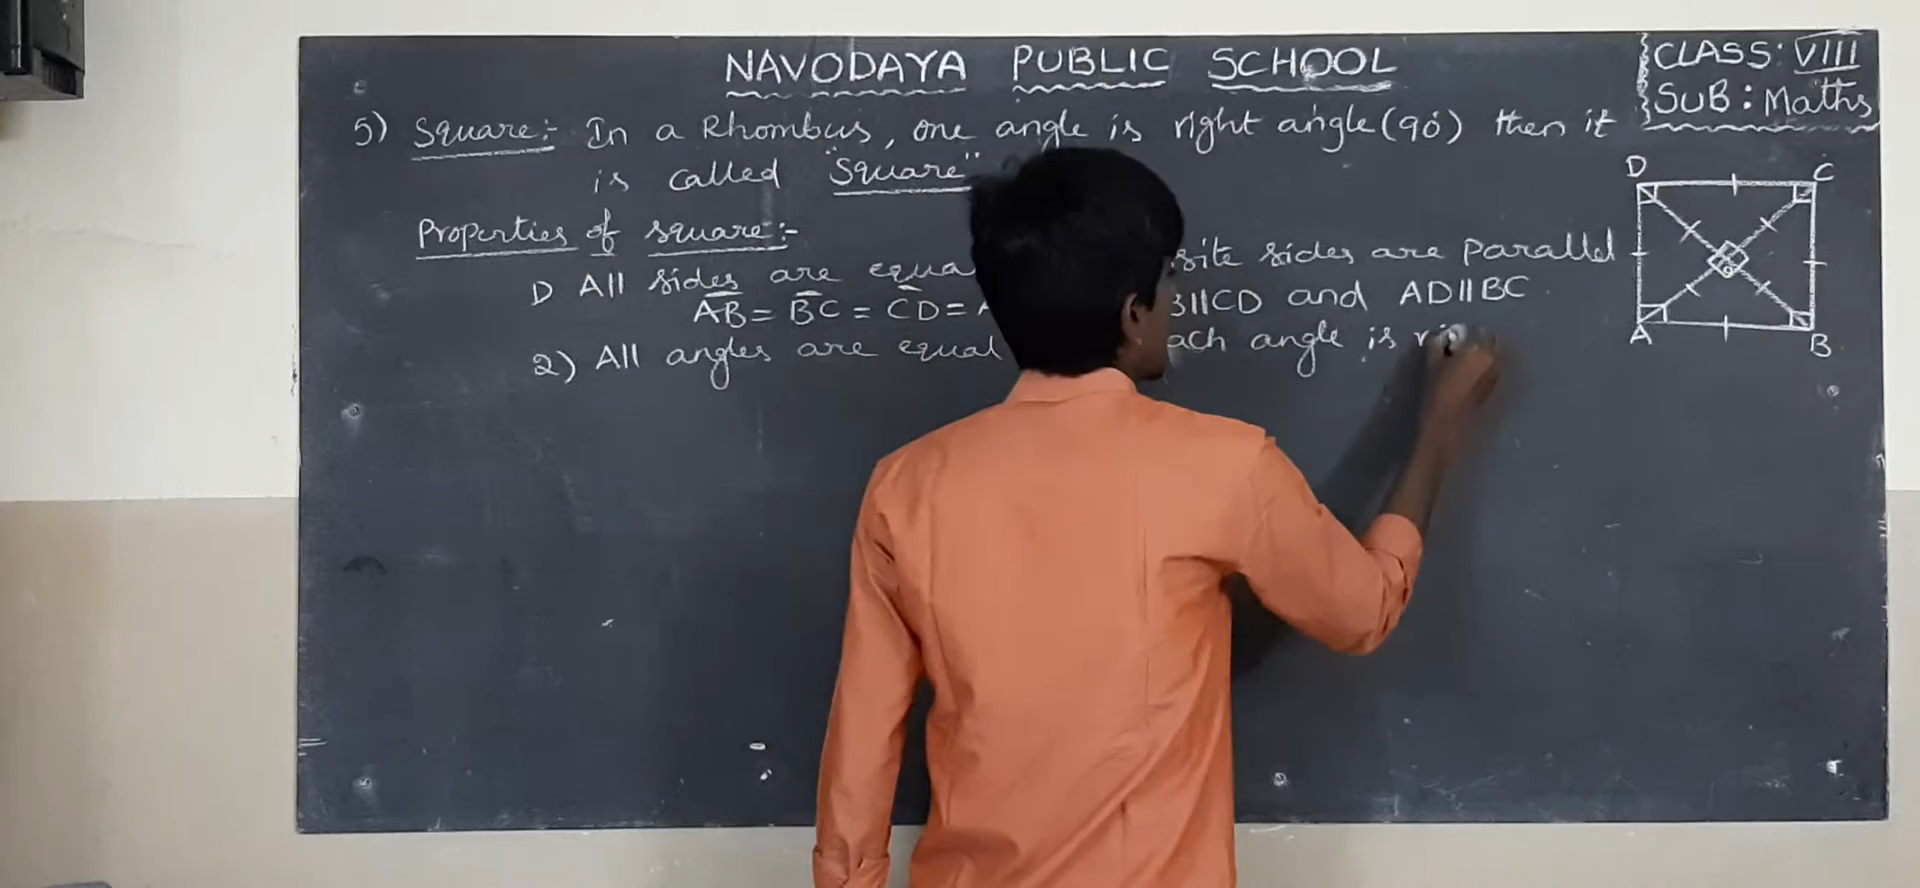 NAVODAYA PUBLIC SCHOOL
CLASS: VIII
SUB: Maths
5) Square:- In a Rhombus, one angle is right angle (90°) then it
is called "Square"
Properties of square:-
1) All sides are equal sides are parallel
AB = BC = CD = ||CD and AD||BC
2) All angles are equal angle is
D C
A B